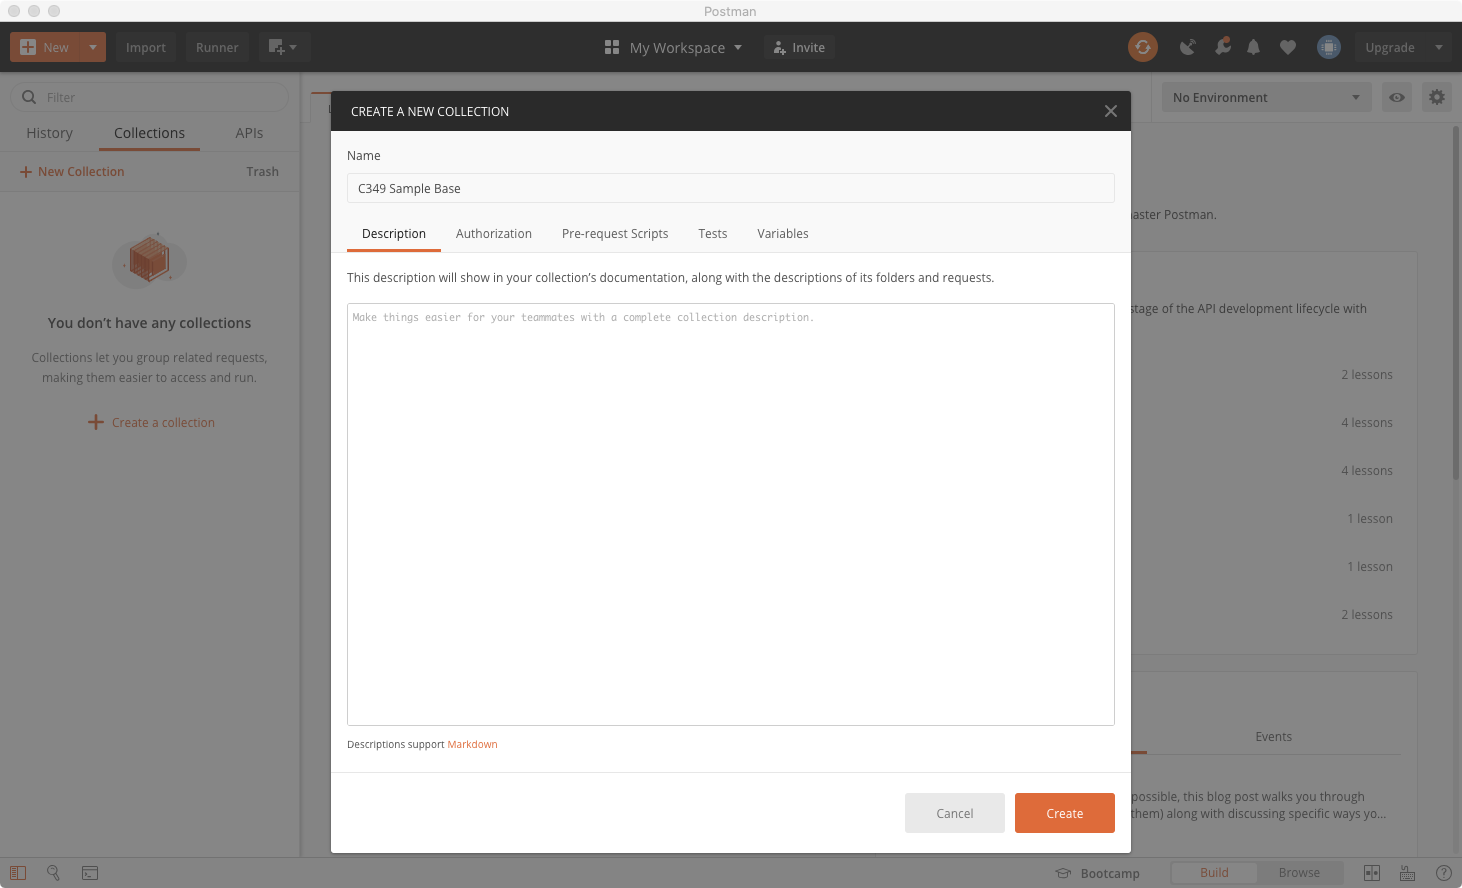 Postman
New
Import
Runner
My Workspace
Invite
Upgrade
Filter
History
Collections
APIs
New Collection
Trash
You don't have any collections
Collections let you group related requests,
making them easier to access and run.
Create a collection
No Environment
CREATE A NEW COLLECTION
Name
C349 Sample Base
Description
Authorization
Pre-request Scripts
Tests
Variables
This description will show in your collection's documentation, along with the descriptions of its folders and requests.
Make things easier for your teammates with a complete collection description.
Descriptions support Markdown
Cancel
Create
master Postman.
stage of the API development lifecycle with
2 lessons
4 lessons
4 lessons
1 lesson
1 lesson
2 lessons
Events
possible, this blog post walks you through
them) along with discussing specific ways yo...
Bootcamp
Build
Browse